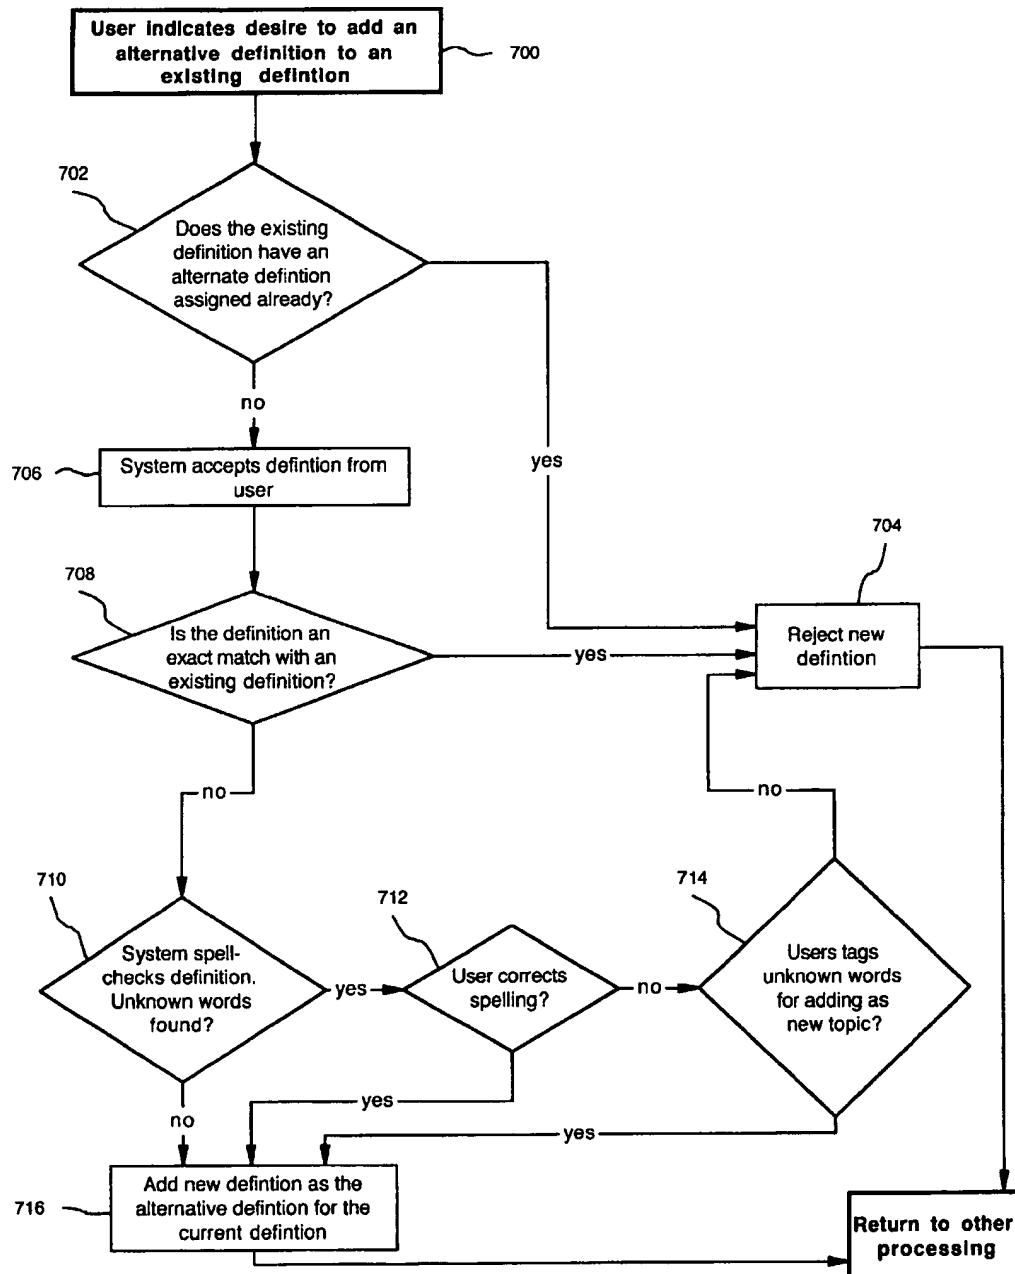 User indicates desire to add an
alternative definition to an
existing defintion
700
702
Does the existing
definition have an
alternate defintion
assigned already?
no
yes
706
System accepts defintion from
user
704
Reject new
defintion
708
Is the definition an
exact match with an
existing definition?
yes
no
no
710
System spell-
checks definition.
Unknown words
found?
yes
712
User corrects
spelling?
no
714
Users tags
unknown words
for adding as
new topic?
no
yes
yes
716
Add new defintion as the
alternative defintion for the
current defintion
Return to other
processing